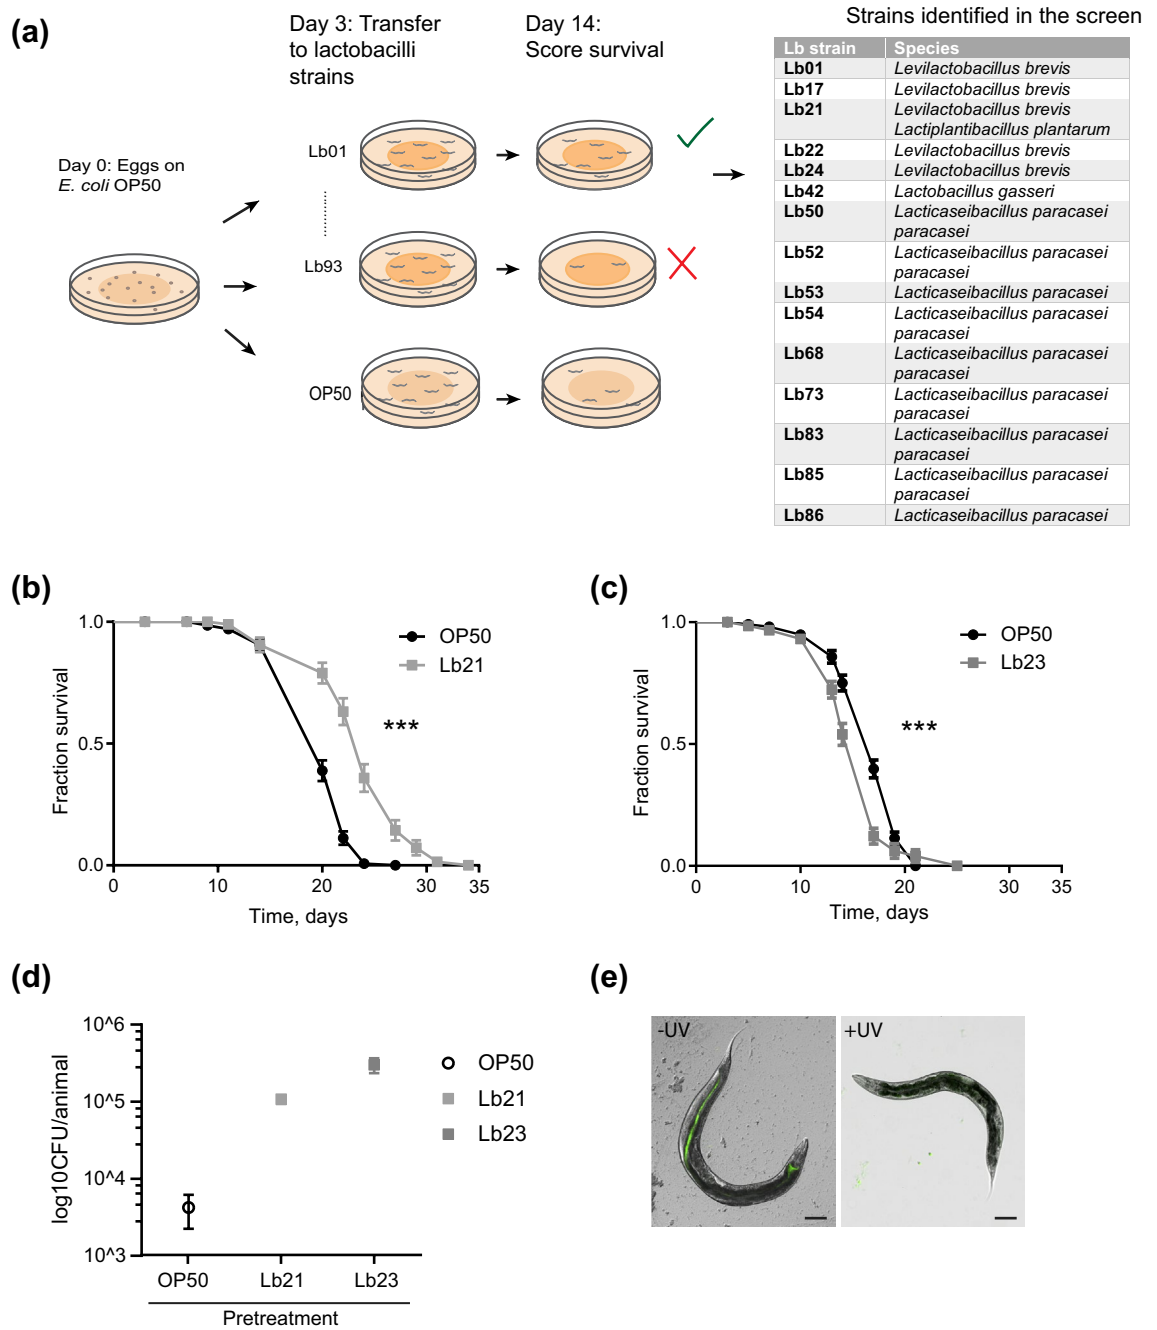 (a)
Day 3: Transfer
to lactobacilli
strains
Day 14:
Score survival
Strains identified in the screen
Day 0: Eggs on
E. coli OP50
Lb01
Lb93
OP50
Lb strain Species
Lb01 Levilactobacillus brevis
Lb17 Levilactobacillus brevis
Lb21 Levilactobacillus brevis
Lactiplantibacillus plantarum
Lb22 Levilactobacillus brevis
Lb24 Levilactobacillus brevis
Lb42 Lactobacillus gasseri
Lb50 Lacticaseibacillus paracasei
paracasei
Lb52 Lacticaseibacillus paracasei
paracasei
Lb53 Lacticaseibacillus paracasei
Lb54 Lacticaseibacillus paracasei
paracasei
Lb68 Lacticaseibacillus paracasei
paracasei
Lb73 Lacticaseibacillus paracasei
paracasei
Lb83 Lacticaseibacillus paracasei
paracasei
Lb85 Lacticaseibacillus paracasei
paracasei
Lb86 Lacticaseibacillus paracasei
(b)
1.0
0.5
0.0
Fraction survival
0 10 20 30 35
Time, days
OP50
Lb21
***
(c)
1.0
0.5
0.0
Fraction survival
0 10 20 30 35
Time, days
OP50
Lb23
***
(d)
10^6
10^5
10^4
10^3
log10CFU/animal
OP50 Lb21 Lb23
Pretreatment
OP50
Lb21
Lb23
(e)
-UV
+UV